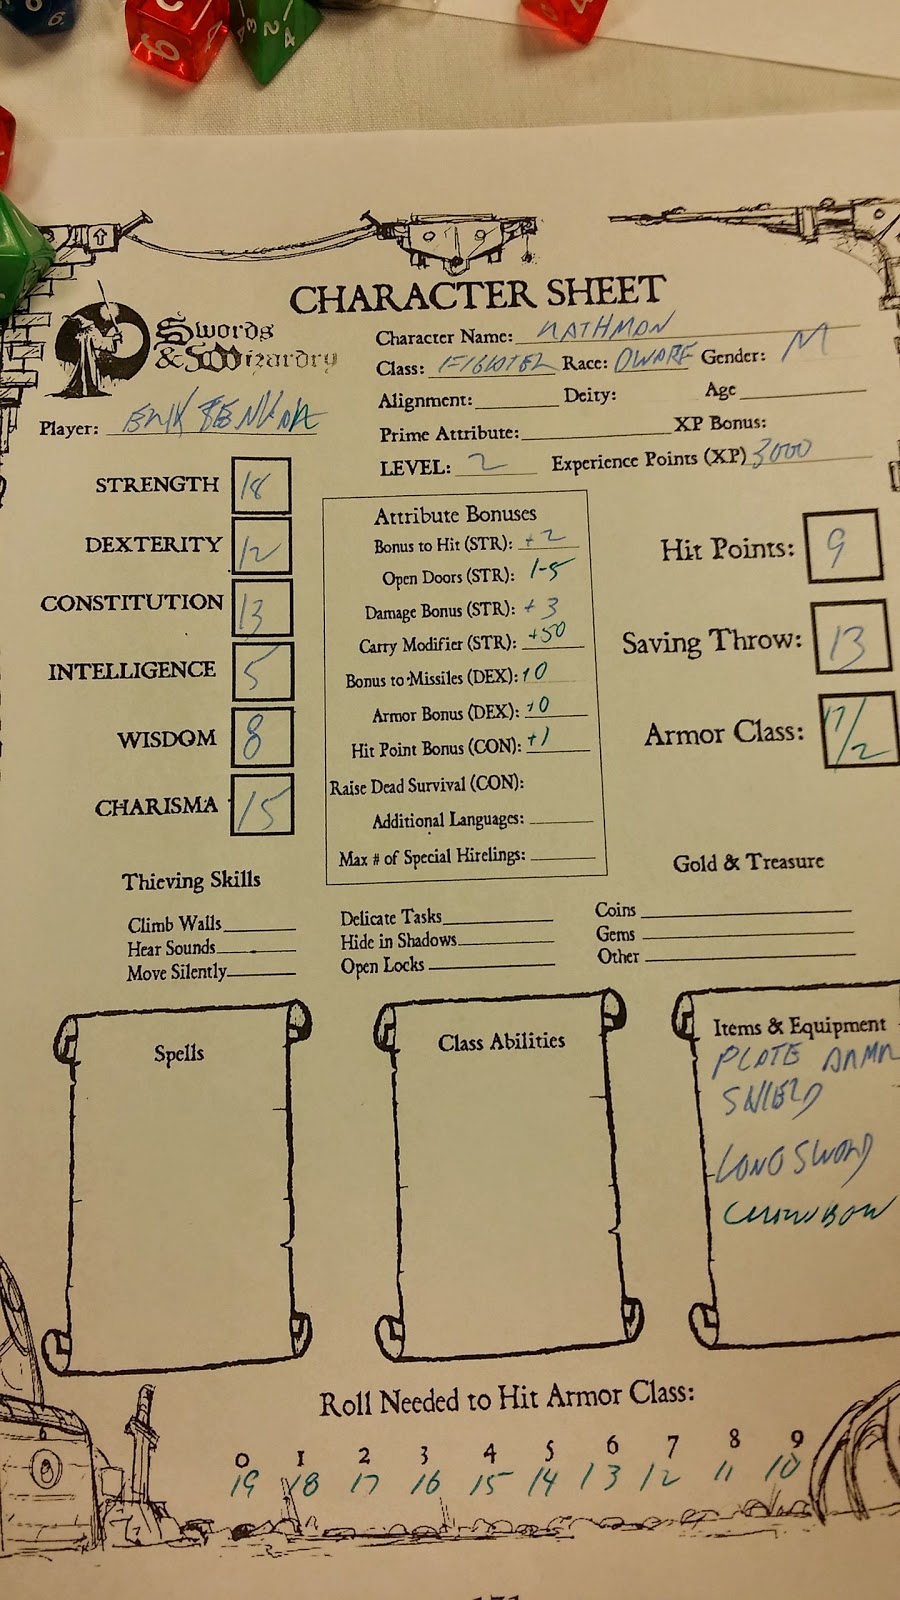 CHARACTER SHEET
Swords
& Wizardry
Character Name:
Class: Race: DWARF Gender: M
Alignment: Deity: Age
Player:
Prime Attribute: XP Bonus:
LEVEL: 2 Experience Points (XP) 3000
STRENGTH 18
DEXTERITY 12
CONSTITUTION 13
INTELLIGENCE 5
WISDOM 8
CHARISMA 15
Attribute Bonuses
Bonus to Hit (STR): +2
Open Doors (STR): 1-5
Damage Bonus (STR): +3
Carry Modifier (STR): +50
Bonus to Missiles (DEX): +0
Armor Bonus (DEX): +0
Hit Point Bonus (CON): +1
Raise Dead Survival (CON):
Additional Languages:
Max # of Special Hirelings:
Hit Points: 9
Saving Throw: 13
Armor Class: 17/2
Thieving Skills
Climb Walls
Hear Sounds
Move Silently
Delicate Tasks
Hide in Shadows
Open Locks
Gold & Treasure
Coins
Gems
Other
Spells
Class Abilities
Items & Equipment
PLATE ARMR
SHIELD
LONG SWORD
Roll Needed to Hit Armor Class:
0 1 2 3 4 5 6 7 8 9
19 18 17 16 15 14 13 12 11 10